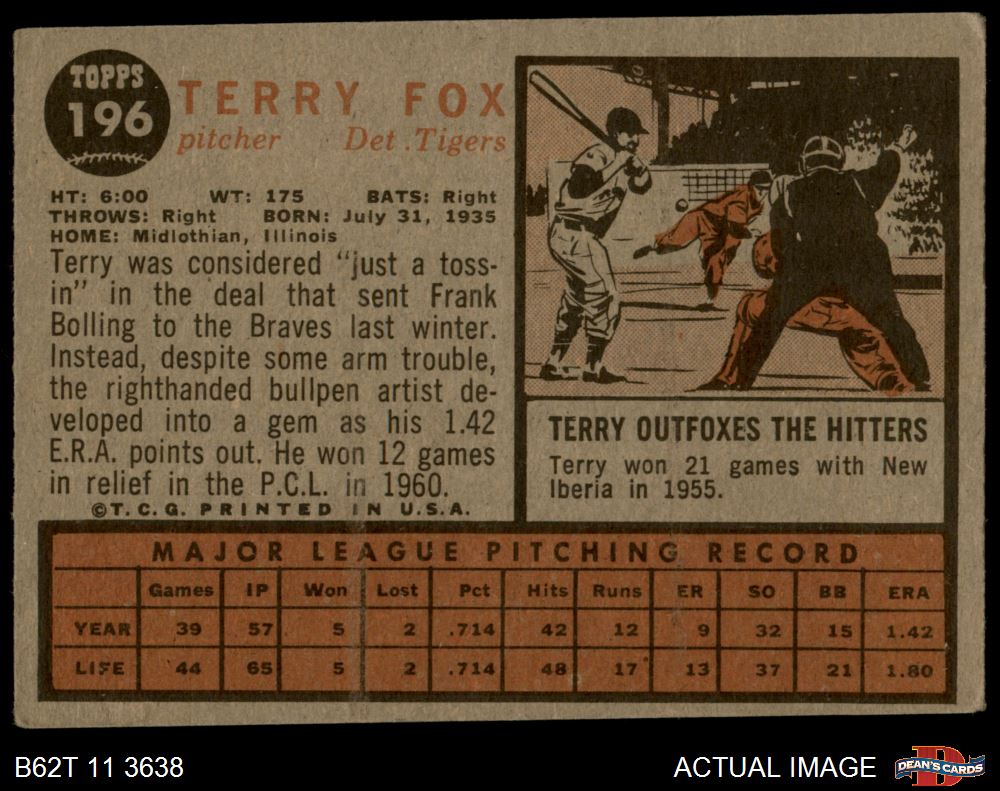 TOPPS
196
TERRY FOX
pitcher Det. Tigers
HT: 6:00 WT: 175 BATS: Right
THROWS: Right BORN: July 31, 1935
HOME: Midlothian, Illinois
Terry was considered "just a toss-
in" in the deal that sent Frank
Bolling to the Braves last winter.
Instead, despite some arm trouble,
the righthanded bullpen artist de-
veloped into a gem as his 1.42
E.R.A. points out. He won 12 games
in relief in the P.C.L. in 1960.
©T.C.G. PRINTED IN U.S.A.
TERRY OUTFOXES THE HITTERS
Terry won 21 games with New
Iberia in 1955.
MAJOR LEAGUE PITCHING RECORD
Games IP Won Lost Pct Hits Runs ER SO BB ERA
YEAR 39 57 5 2 .714 42 12 9 32 15 1.42
LIFE 44 65 5 2 .714 48 17 13 37 21 1.80
B62T 11 3638
ACTUAL IMAGE
D
DEAN'S CARDS